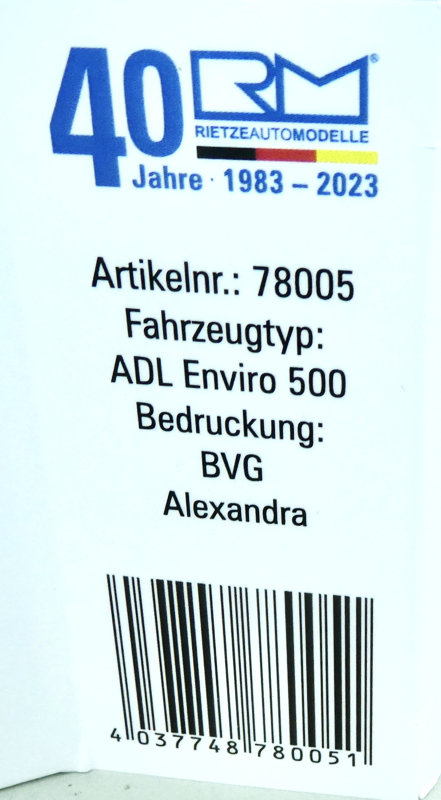 40 RM®
RIETZEAUTOMODELLE
Jahre · 1983 – 2023
Artikelnr.: 78005
Fahrzeugtyp:
ADL Enviro 500
Bedruckung:
BVG
Alexandra
4 037748 780051